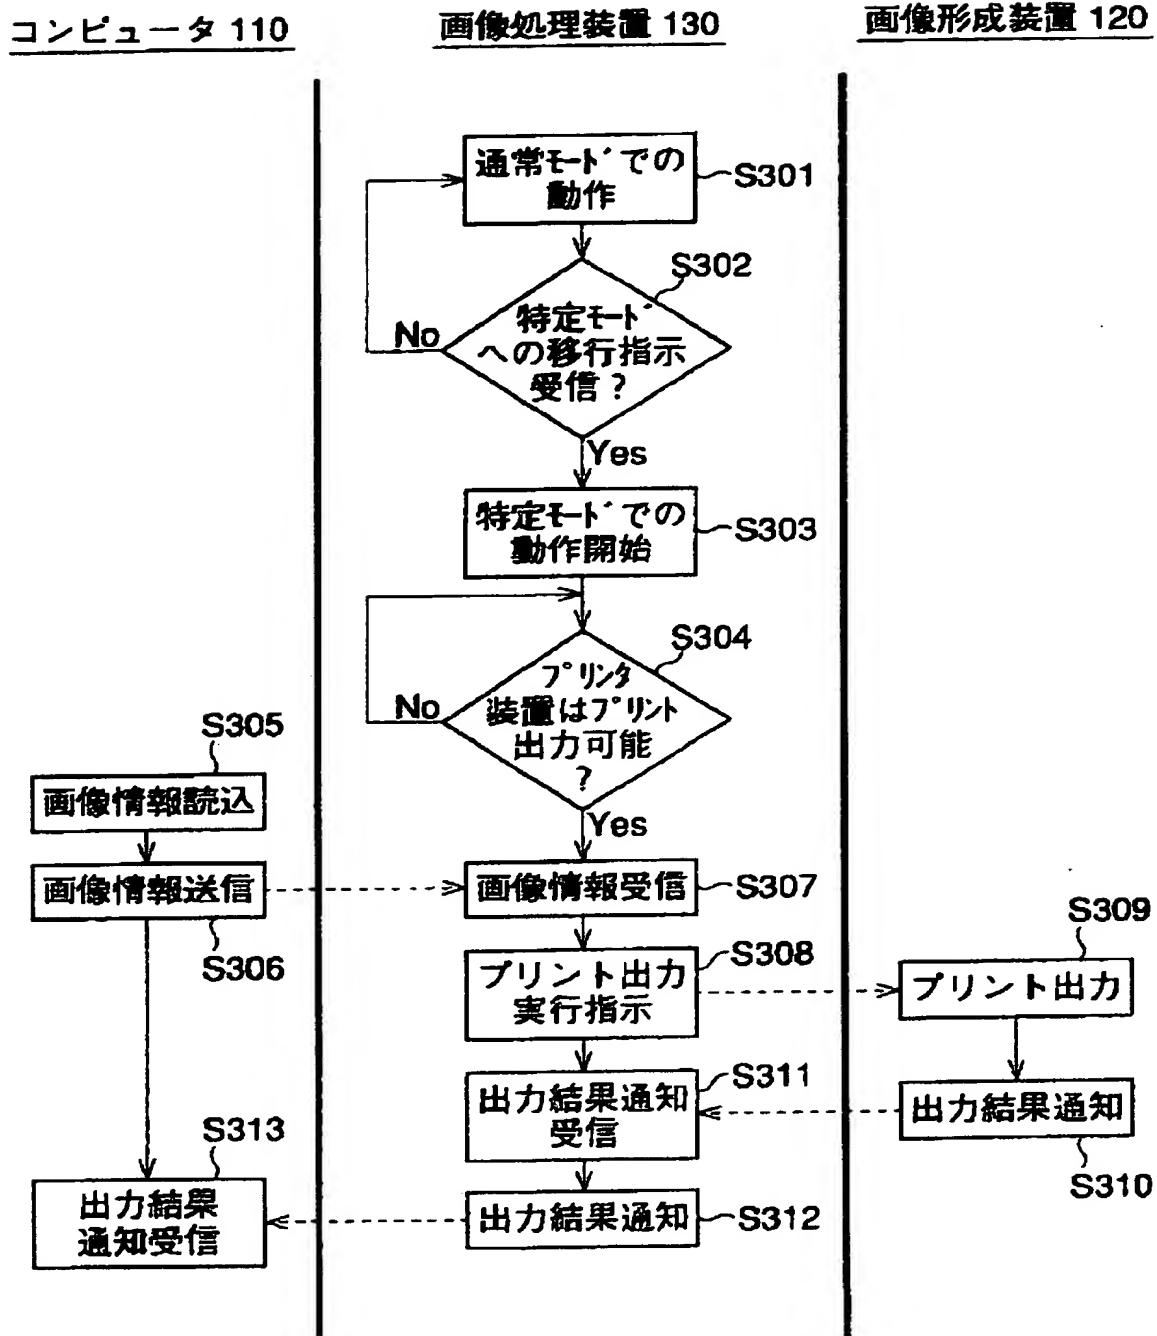 コンピュータ 110
画像処理装置 130
画像形成装置 120
通常ﾓｰﾄﾞでの
動作
S301
S302
特定ﾓｰﾄﾞ
への移行指示
受信?
No
Yes
特定ﾓｰﾄﾞでの
動作開始
S303
S304
ﾌﾟﾘﾝﾀ
装置はﾌﾟﾘﾝﾄ
出力可能
?
No
Yes
S305
画像情報読込
画像情報送信
S306
画像情報受信
S307
プリント出力
実行指示
S308
S309
プリント出力
出力結果通知
受信
S311
出力結果通知
S310
出力結果通知
S312
S313
出力結果
通知受信